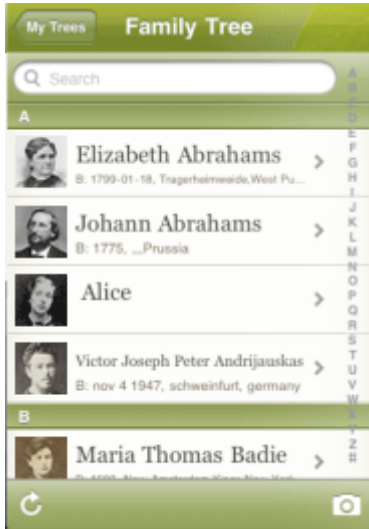 My Trees
Family Tree
Search
A
Elizabeth Abrahams
B: 1799-01-18, Tragerheimweide,West Pu...
Johann Abrahams
B: 1775, ,,,Prussia
Alice
Victor Joseph Peter Andrijauskas
B: nov 4 1947, schweinfurt, germany
B
Maria Thomas Badie
A
B
C
D
E
F
G
H
I
J
K
L
M
N
O
P
Q
R
S
T
U
V
W
X
Y
Z
#